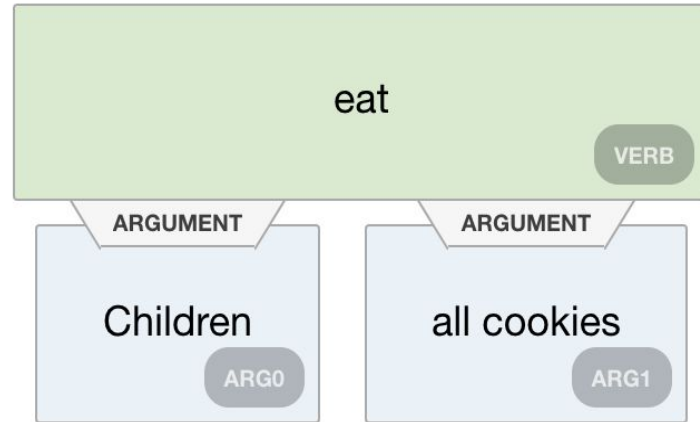 eat
VERB
ARGUMENT ARGUMENT
Children all cookies
ARG0 ARG1